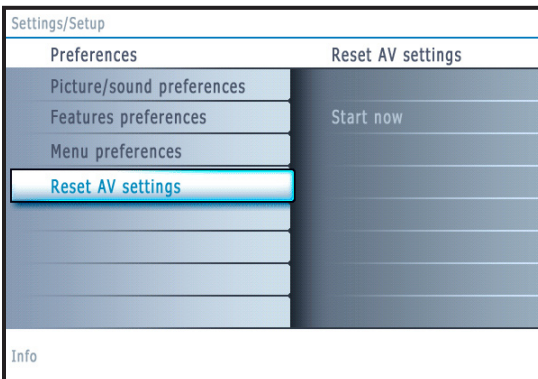 Settings/Setup
Preferences
Reset AV settings
Picture/sound preferences
Features preferences
Start now
Menu preferences
Reset AV settings
Info